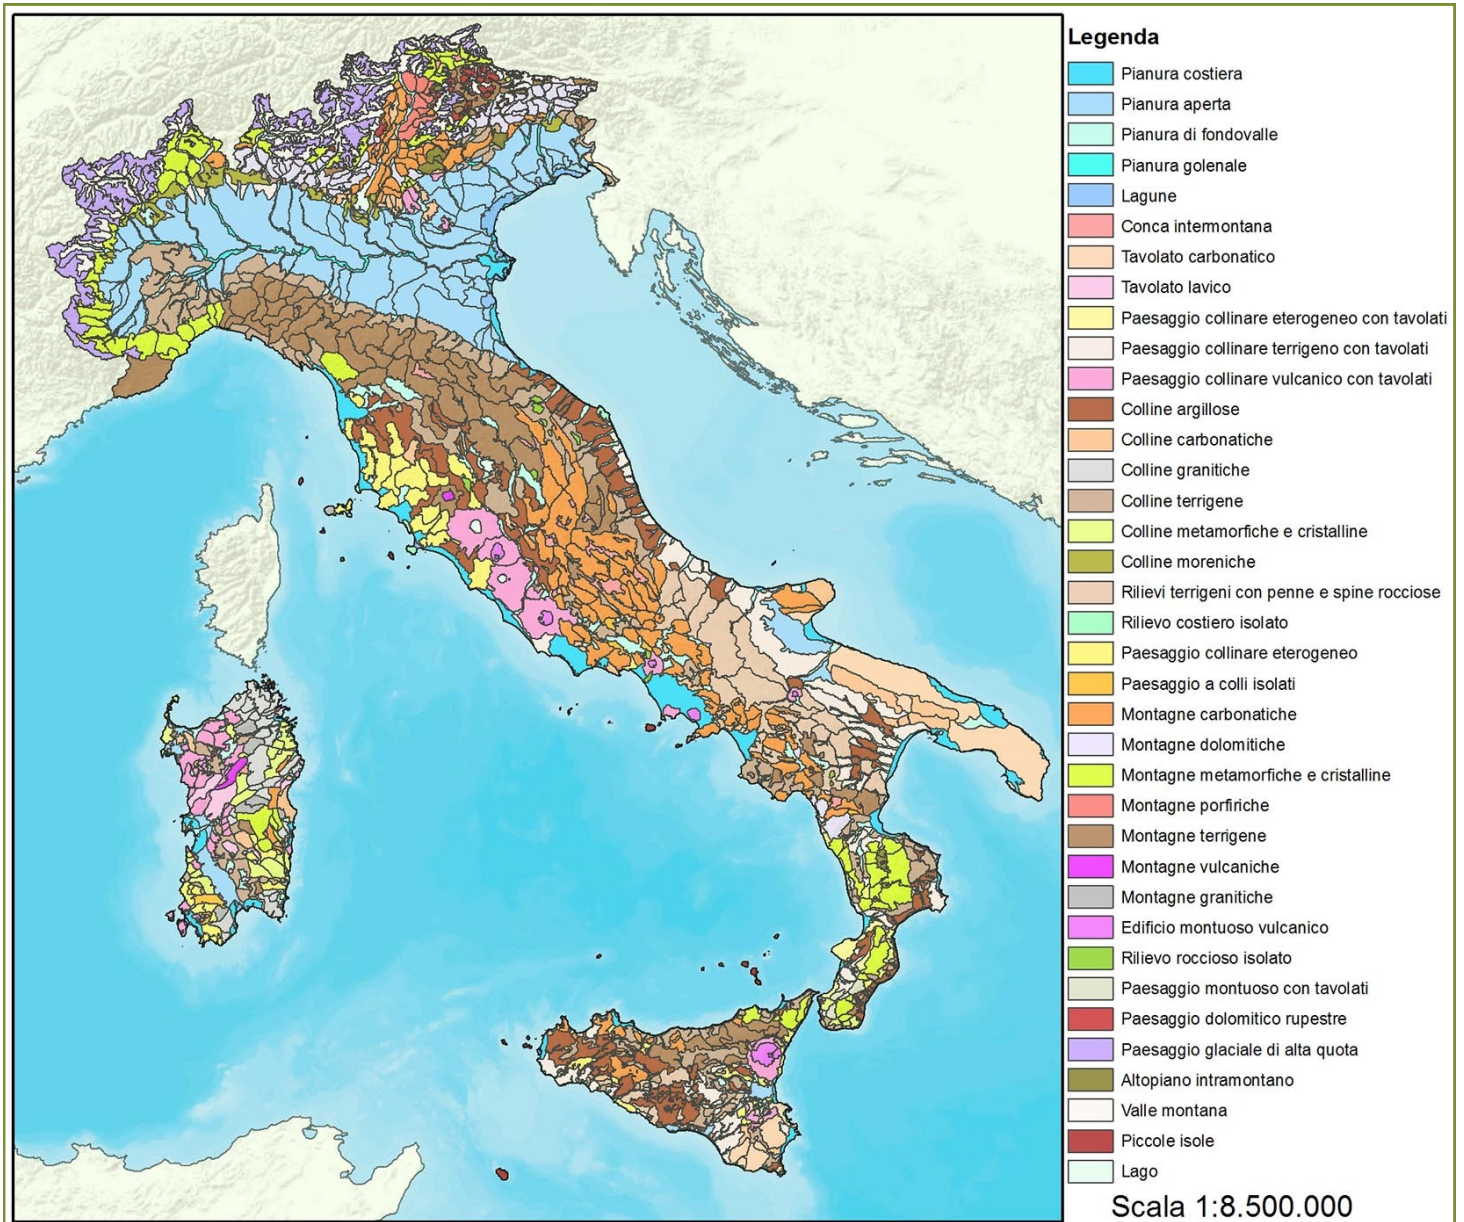 Legenda
Pianura costiera
Pianura aperta
Pianura di fondovalle
Pianura golenale
Lagune
Conca intermontana
Tavolato carbonatico
Tavolato lavico
Paesaggio collinare eterogeneo con tavolati
Paesaggio collinare terrigeno con tavolati
Paesaggio collinare vulcanico con tavolati
Colline argillose
Colline carbonatiche
Colline granitiche
Colline terrigene
Colline metamorfiche e cristalline
Colline moreniche
Rilievi terrigeni con penne e spine rocciose
Rilievo costiero isolato
Paesaggio collinare eterogeneo
Paesaggio a colli isolati
Montagne carbonatiche
Montagne dolomitiche
Montagne metamorfiche e cristalline
Montagne porfiriche
Montagne terrigene
Montagne vulcaniche
Montagne granitiche
Edificio montuoso vulcanico
Rilievo roccioso isolato
Paesaggio montuoso con tavolati
Paesaggio dolomitico rupestre
Paesaggio glaciale di alta quota
Altopiano intramontano
Valle montana
Piccole isole
Lago
Scala 1:8.500.000